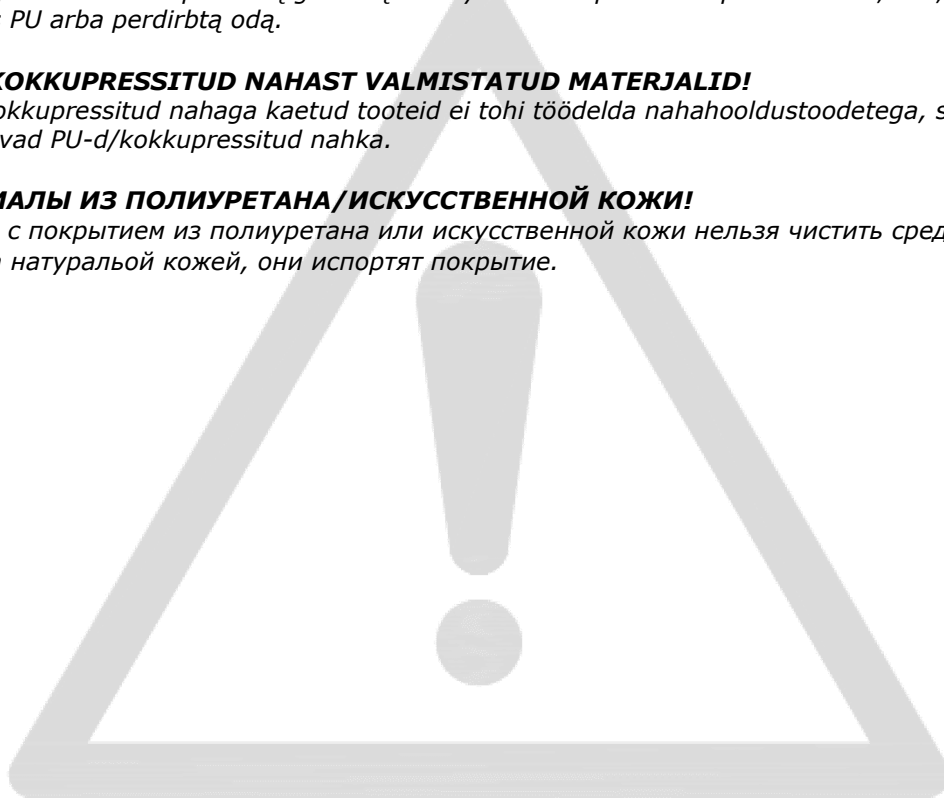 PU arba perdirbtą odą.
KOKKUPRESSITUD NAHAST VALMISTATUD MATERJALID!
okkupressitud nahaga kaetud tooteid ei tohi töödelda nahahooldustoodetega, s
vad PU-d/kokkupressitud nahka.
МАЛЫ ИЗ ПОЛИУРЕТАНА/ИСКУССТВЕННОЙ КОЖИ!
с покрытием из полиуретана или искусственной кожи нельзя чистить сред
натуральой кожей, они испортят покрытие.